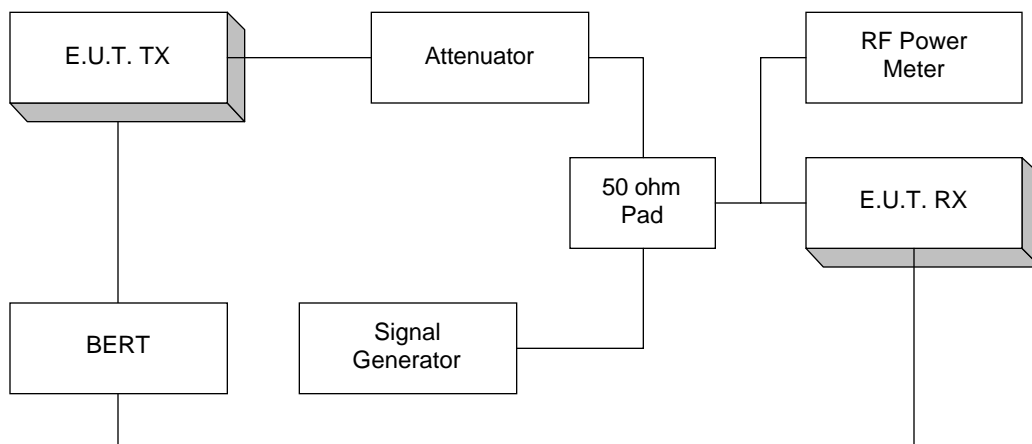 E.U.T. TX
Attenuator
RF Power
Meter
50 ohm
Pad
E.U.T. RX
BERT
Signal
Generator